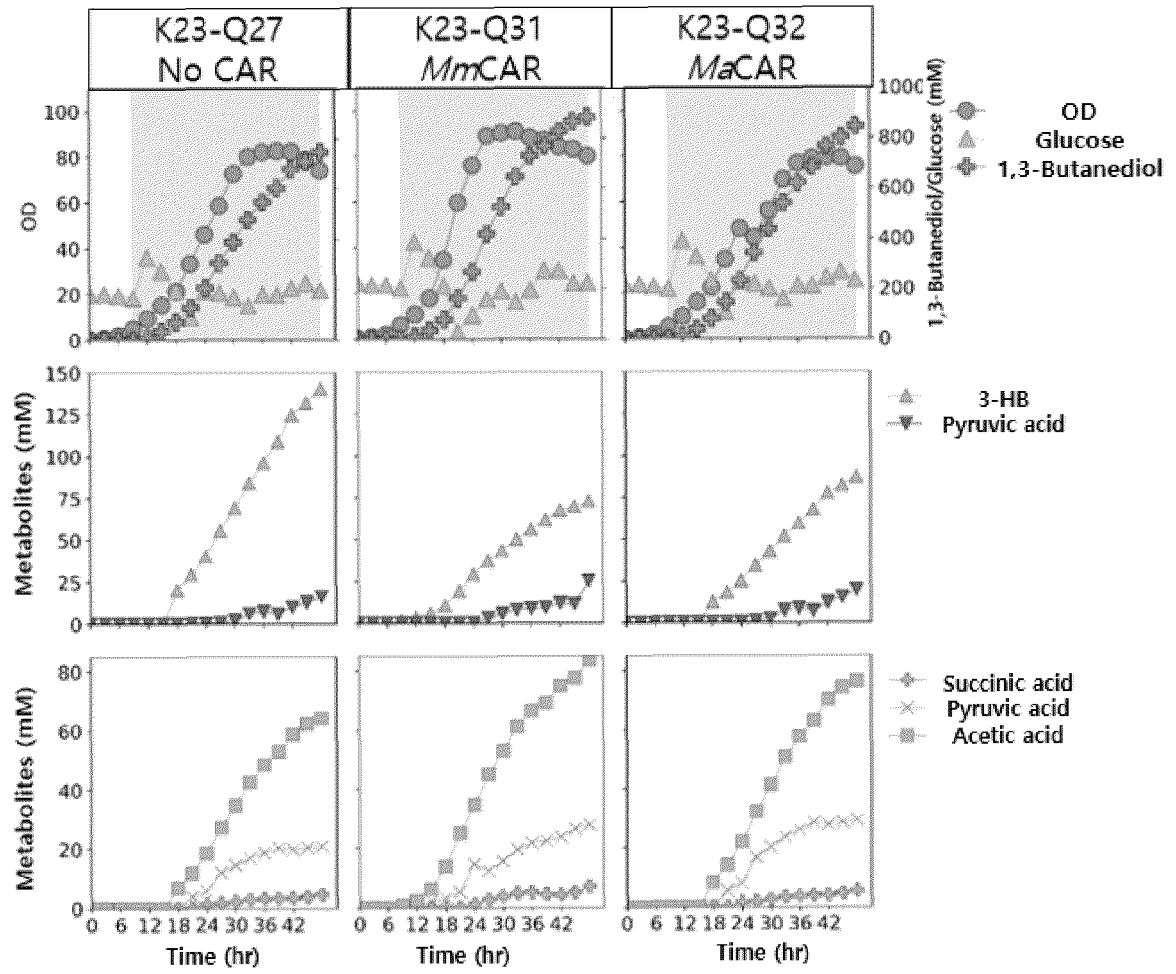 K23-Q27
No CAR
K23-Q31
MmCAR
K23-Q32
MaCAR
OD
100
80
60
40
20
0
1,3-Butanediol/Glucose (mM)
1000
800
600
400
200
0
OD
Glucose
1,3-Butanediol
Metabolites (mM)
150
125
100
75
50
25
0
3-HB
Pyruvic acid
Metabolites (mM)
80
60
40
20
0
Succinic acid
Pyruvic acid
Acetic acid
0 6 12 18 24 30 36 42
0 6 12 18 24 30 36 42
0 6 12 18 24 30 36 42
Time (hr)
Time (hr)
Time (hr)